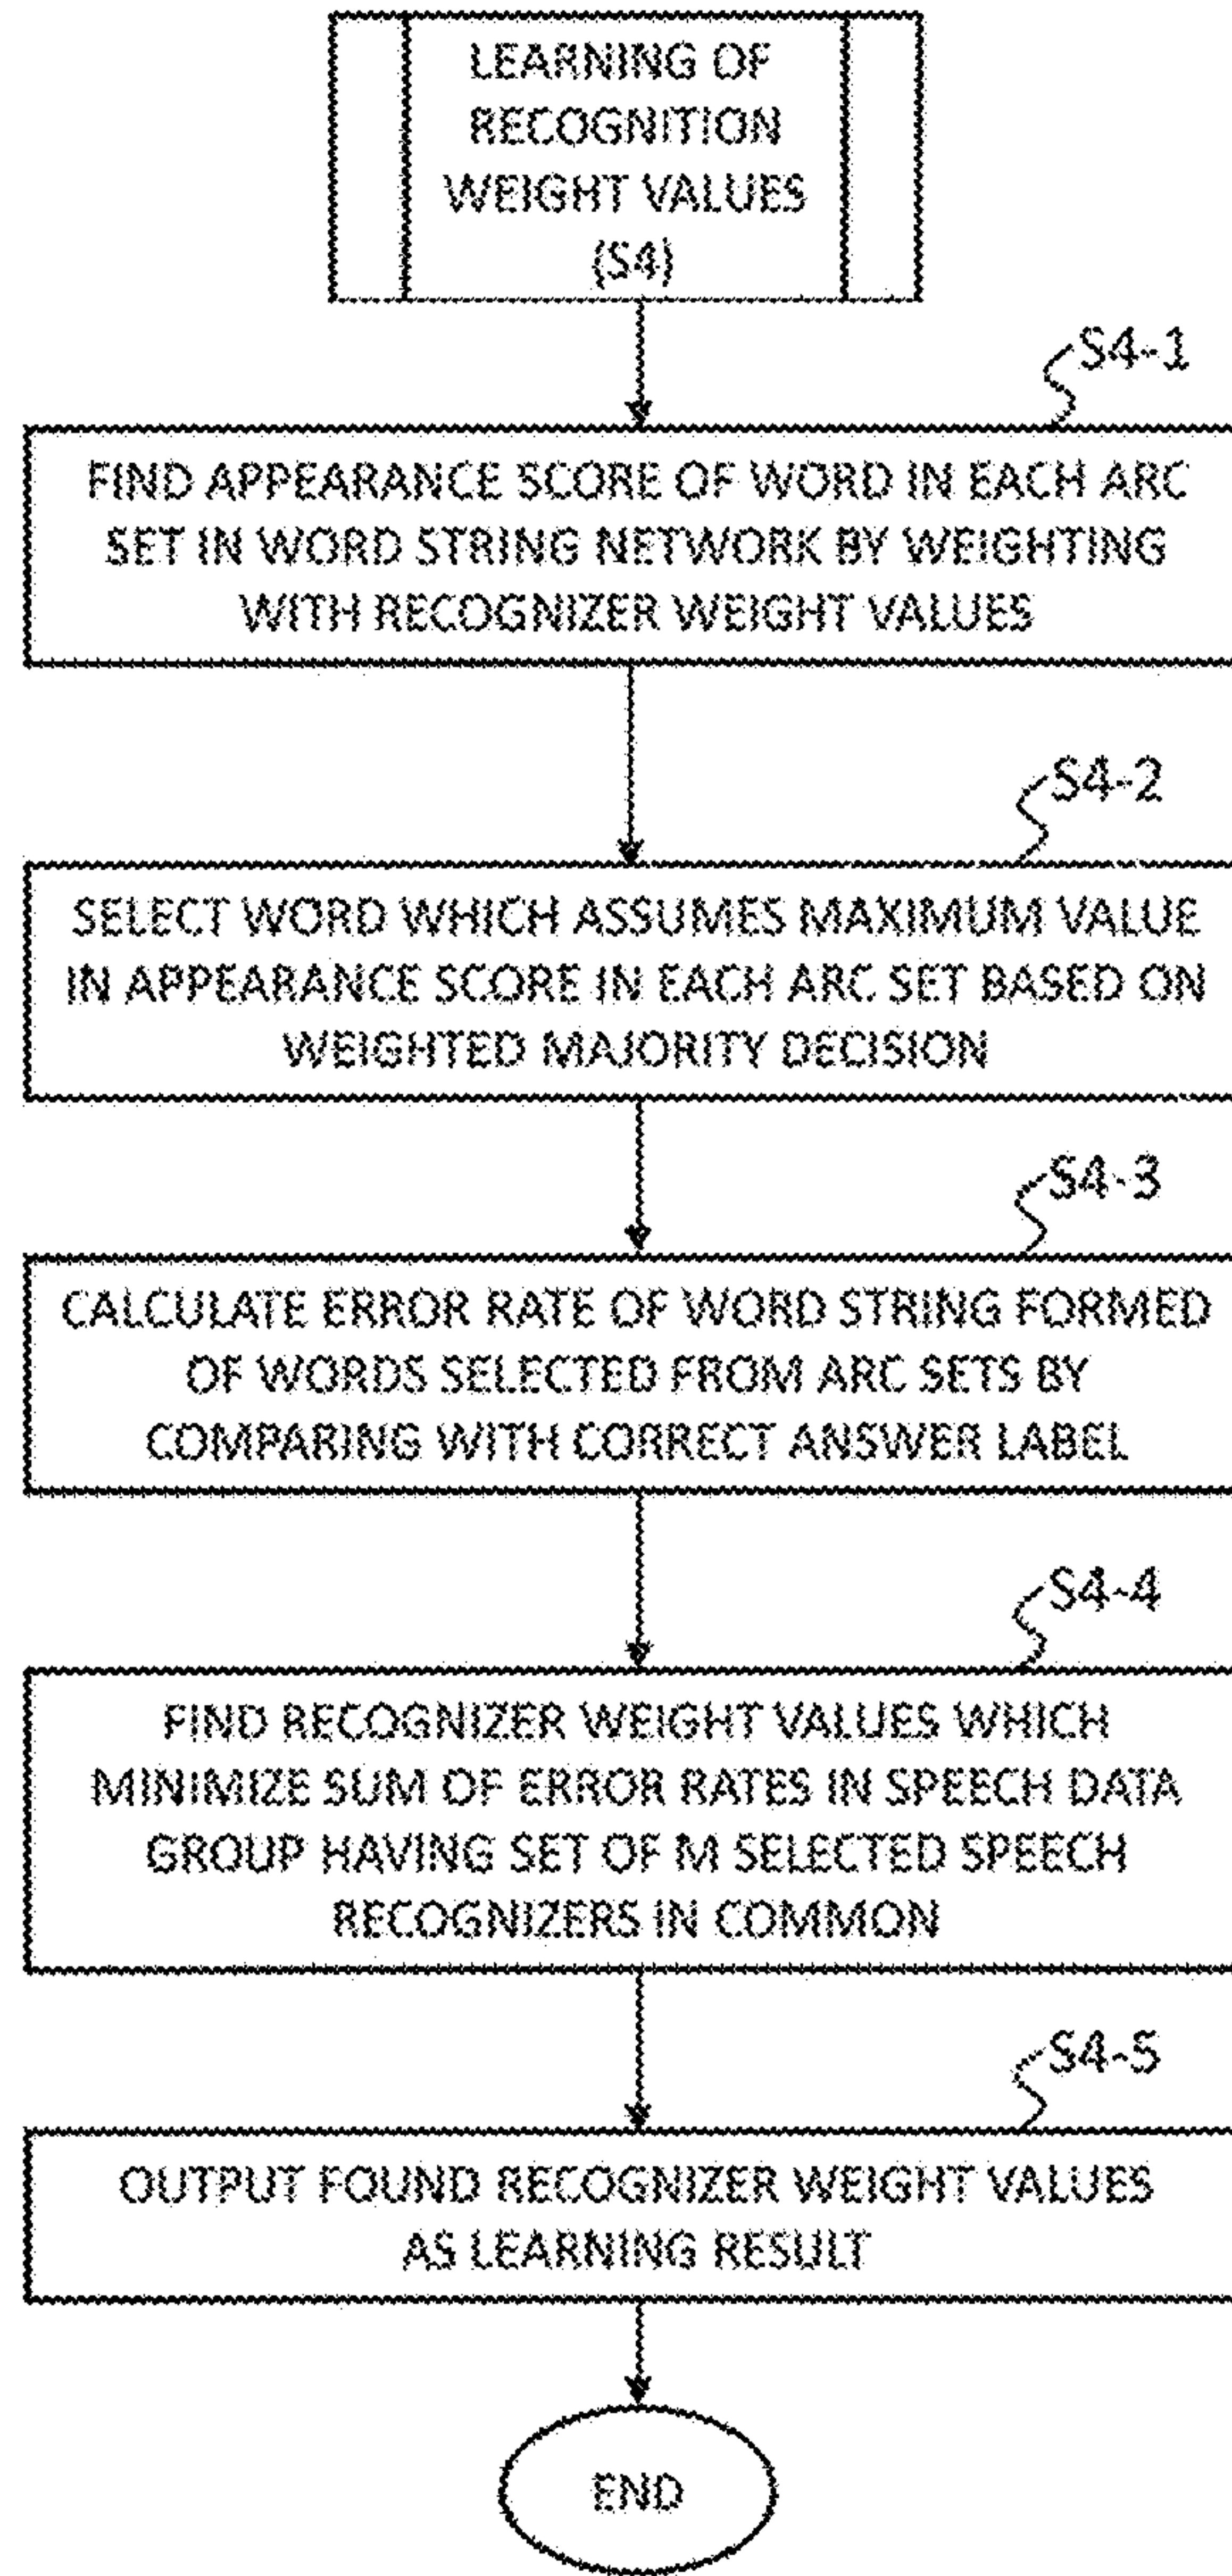 LEARNING OF
RECOGNITION
WEIGHT VALUES
(S4)
S4-1
FIND APPEARANCE SCORE OF WORD IN EACH ARC
SET IN WORD STRING NETWORK BY WEIGHTING
WITH RECOGNIZER WEIGHT VALUES
S4-2
SELECT WORD WHICH ASSUMES MAXIMUM VALUE
IN APPEARANCE SCORE IN EACH ARC SET BASED ON
WEIGHTED MAJORITY DECISION
S4-3
CALCULATE ERROR RATE OF WORD STRING FORMED
OF WORDS SELECTED FROM ARC SETS BY
COMPARING WITH CORRECT ANSWER LABEL
S4-4
FIND RECOGNIZER WEIGHT VALUES WHICH
MINIMIZE SUM OF ERROR RATES IN SPEECH DATA
GROUP HAVING SET OF M SELECTED SPEECH
RECOGNIZERS IN COMMON
S4-5
OUTPUT FOUND RECOGNIZER WEIGHT VALUES
AS LEARNING RESULT
END